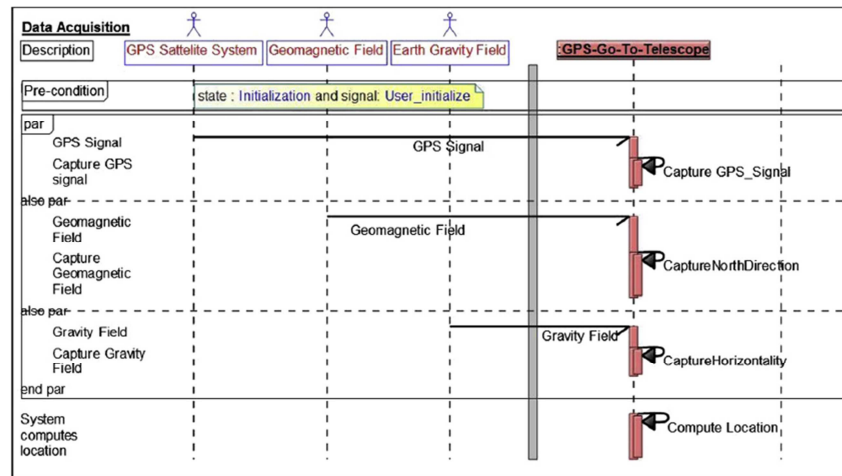 Data Acquisition
Description
GPS Sattelite System
Geomagnetic Field
Earth Gravity Field
:GPS-Go-To-Telescope
Pre-condition
state : Initialization and signal: User_initialize
par
GPS Signal
GPS Signal
Capture GPS
signal
Capture GPS_Signal
also par
Geomagnetic
Field
Geomagnetic Field
Capture
Geomagnetic
Field
CaptureNorthDirection
also par
Gravity Field
Gravity Field
Capture Gravity
Field
CaptureHorizontality
end par
System
computes
location
Compute Location